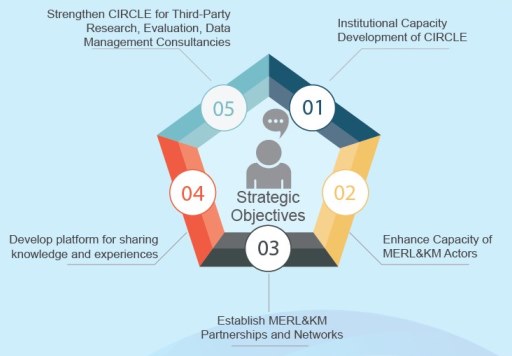 Strengthen CIRCLE for Third-Party
Research, Evaluation, Data
Management Consultancies
Institutional Capacity
Development of CIRCLE
05
01
04
02
Strategic
Objectives
03
Develop platform for sharing
knowledge and experiences
Enhance Capacity of
MERL&KM Actors
Establish MERL&KM
Partnerships and Networks